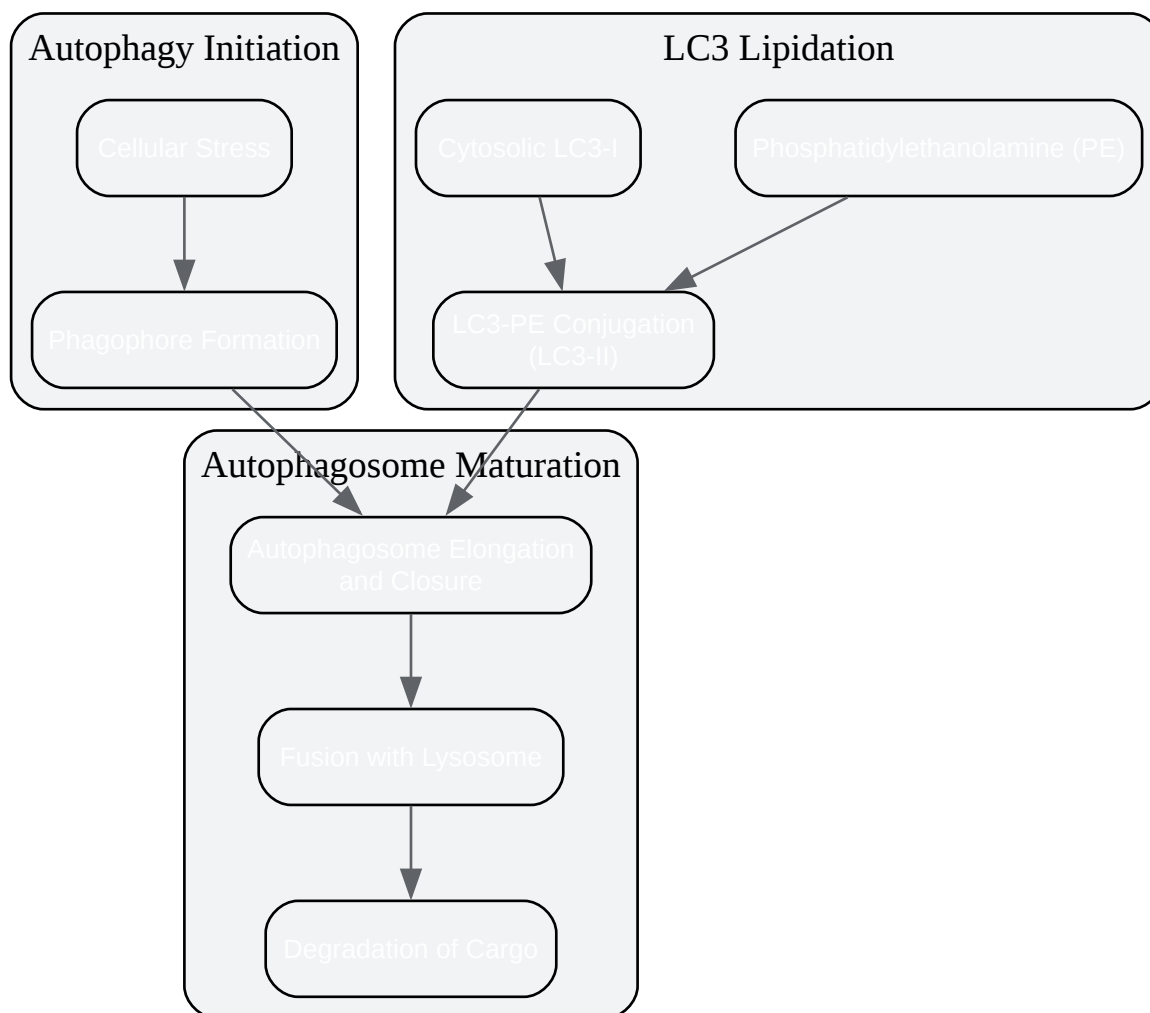 Autophagy Initiation
Cellular Stress
Phagophore Formation
LC3 Lipidation
Cytosolic LC3-I
Phosphatidylethanolamine (PE)
LC3-PE Conjugation
(LC3-II)
Autophagosome Maturation
Autophagosome Elongation
and Closure
Fusion with Lysosome
Degradation of Cargo